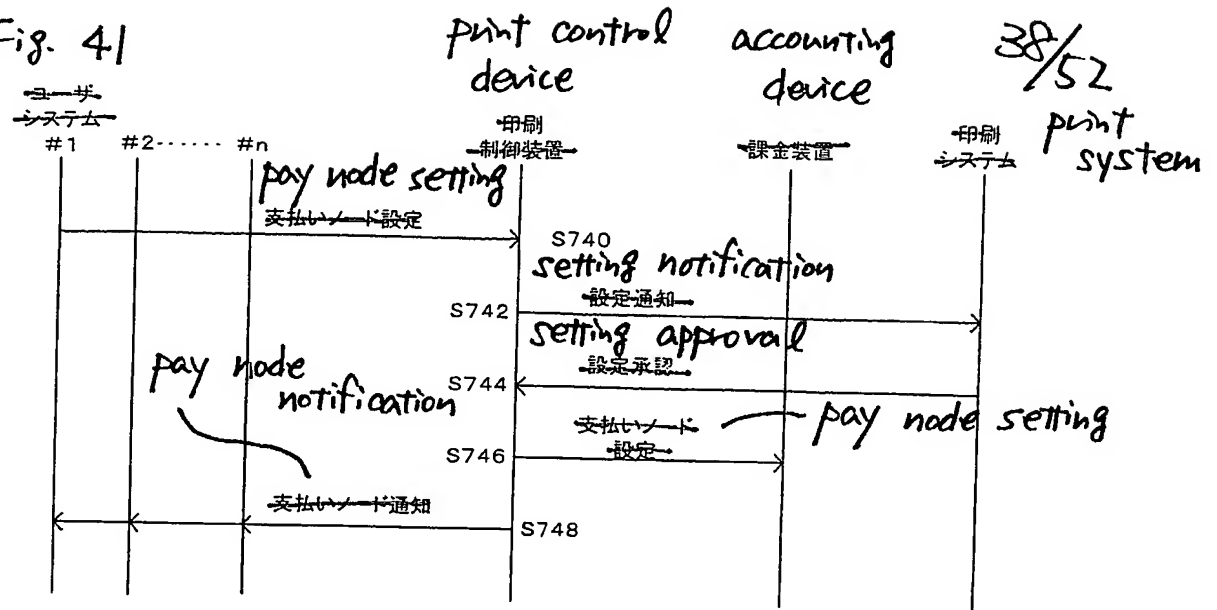 Fig. 41
print control device
accounting device
38/52
print system
ユーザ
システム
#1 #2······ #n
印刷
制御装置
課金装置
印刷
システム
pay node setting
支払いノード設定
S740
setting notification
設定通知
S742
setting approval
設定承認
S744
pay node
notification
支払いノード
設定
pay node setting
S746
支払いノード通知
S748